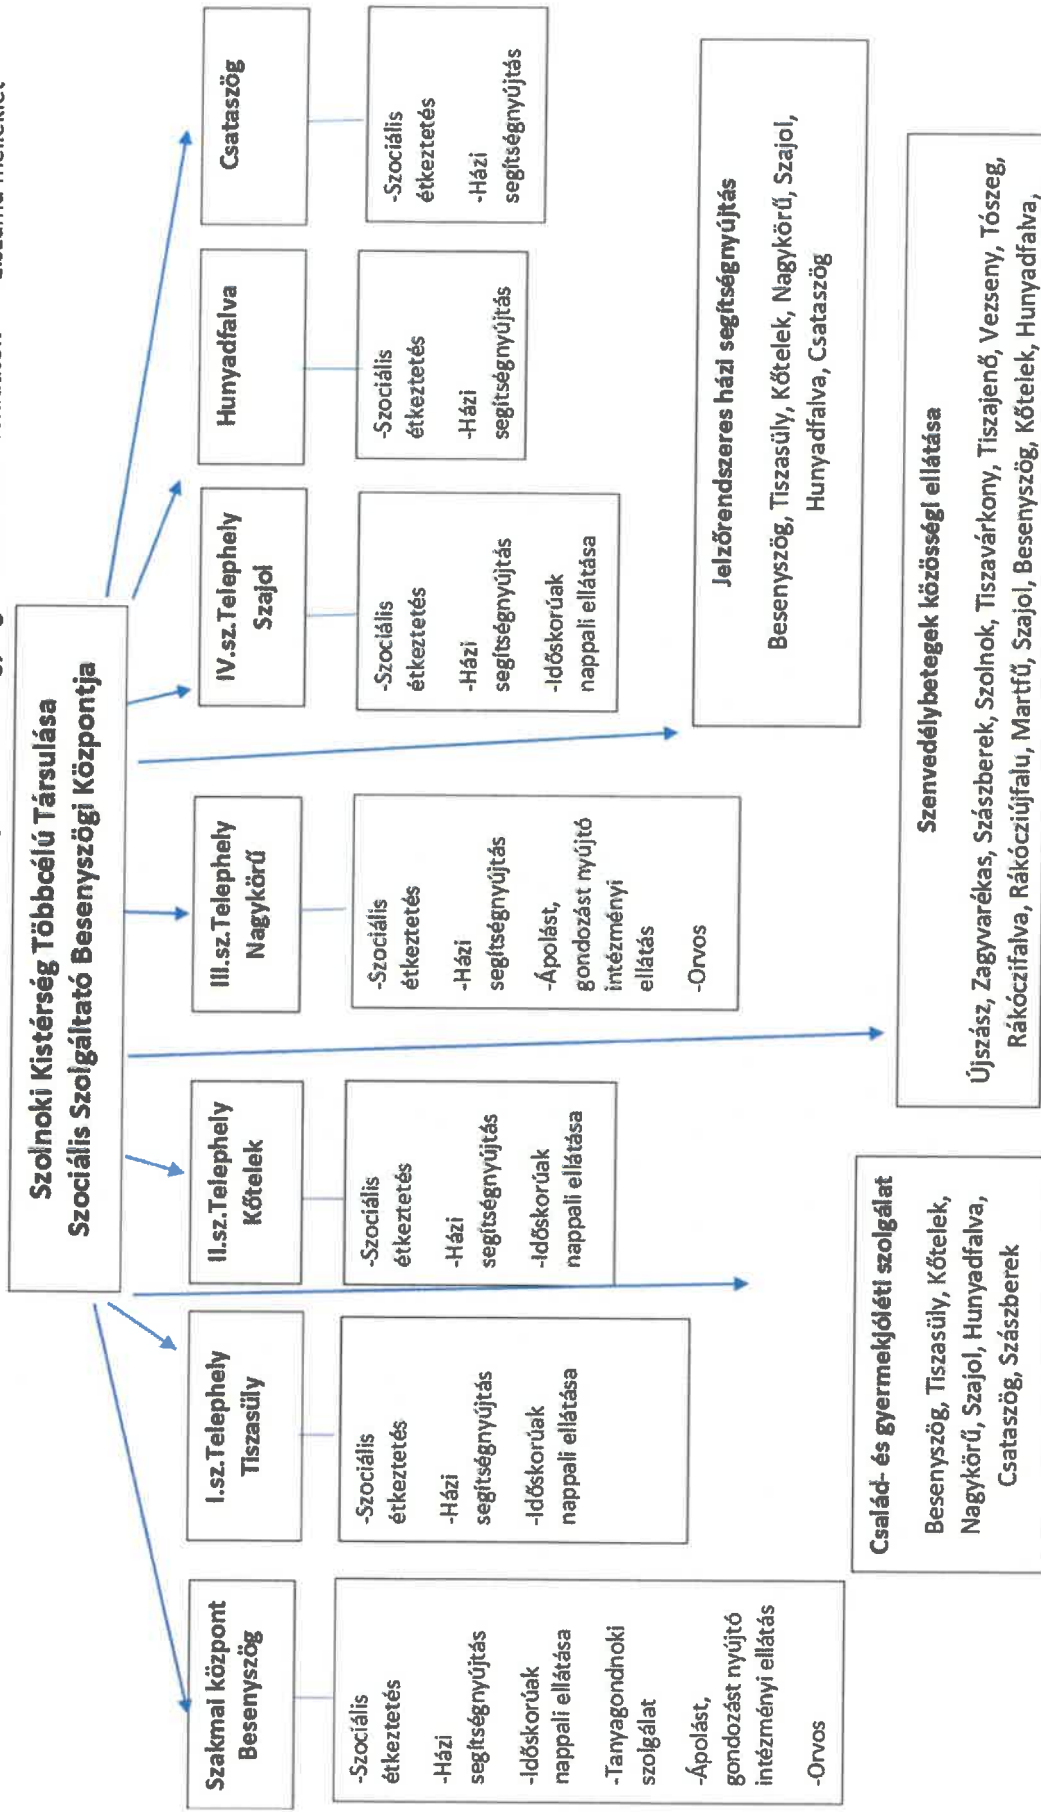 Szolnoki Kistérség Többcélú Társulása
Szociális Szolgáltató Besenyszögi Központja
Szakmai központ
Besenyszög
-Szociális
étkeztetés
-Házi
segítségnyújtás
-Időskorúak
nappali ellátása
-Tanyagondnoki
szolgálat
-Ápolást,
gondozást nyújtó
intézményi ellátás
-Orvos
I.sz.Telephely
Tiszasüly
-Szociális
étkeztetés
-Házi
segítségnyújtás
-Időskorúak
nappali ellátása
II.sz.Telephely
Kőtelek
-Szociális
étkeztetés
-Házi
segítségnyújtás
-Időskorúak
nappali ellátása
III.sz.Telephely
Nagykörű
-Szociális
étkeztetés
-Házi
segítségnyújtás
-Ápolást,
gondozást nyújtó
intézményi
ellátás
-Orvos
IV.sz.Telephely
Szajol
-Szociális
étkeztetés
-Házi
segítségnyújtás
-Időskorúak
nappali ellátása
Hunyadfalva
-Szociális
étkeztetés
-Házi
segítségnyújtás
Csataszög
-Szociális
étkeztetés
-Házi
segítségnyújtás
Jelzőrendszeres házi segítségnyújtás
Besenyszög, Tiszasüly, Kőtelek, Nagykörű, Szajol,
Hunyadfalva, Csataszög
Család- és gyermekjóléti szolgálat
Besenyszög, Tiszasüly, Kőtelek,
Nagykörű, Szajol, Hunyadfalva,
Csataszög, Szászberek
Szenvedélybetegek közösségi ellátása
Újszász, Zagyvarékas, Szászberek, Szolnok, Tiszavárkony, Tiszajenő, Vezseny, Tószeg,
Rákóczifalva, Rákócziújfalu, Martfű, Szajol, Besenyszög, Kőtelek, Hunyadfalva,